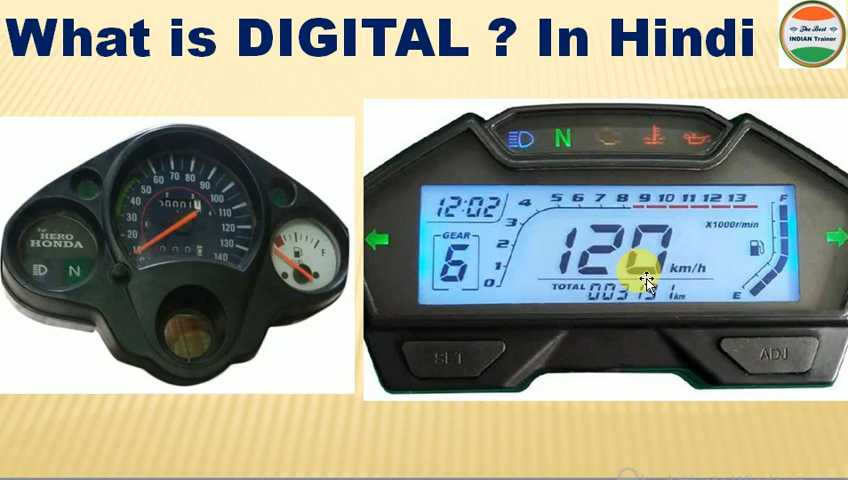 What is DIGITAL ? In Hindi
The Best
INDIAN Trainer
50 60 70 80 90
40 100
30 110
20 120
10 130
140
for
HERO
HONDA
N
F
N
12:02
4 5 6 7 8 9 10 11 12 13
3
2
1
0
X1000r/min
F
GEAR
6
120 km/h
TOTAL
km
E
SET
ADJ